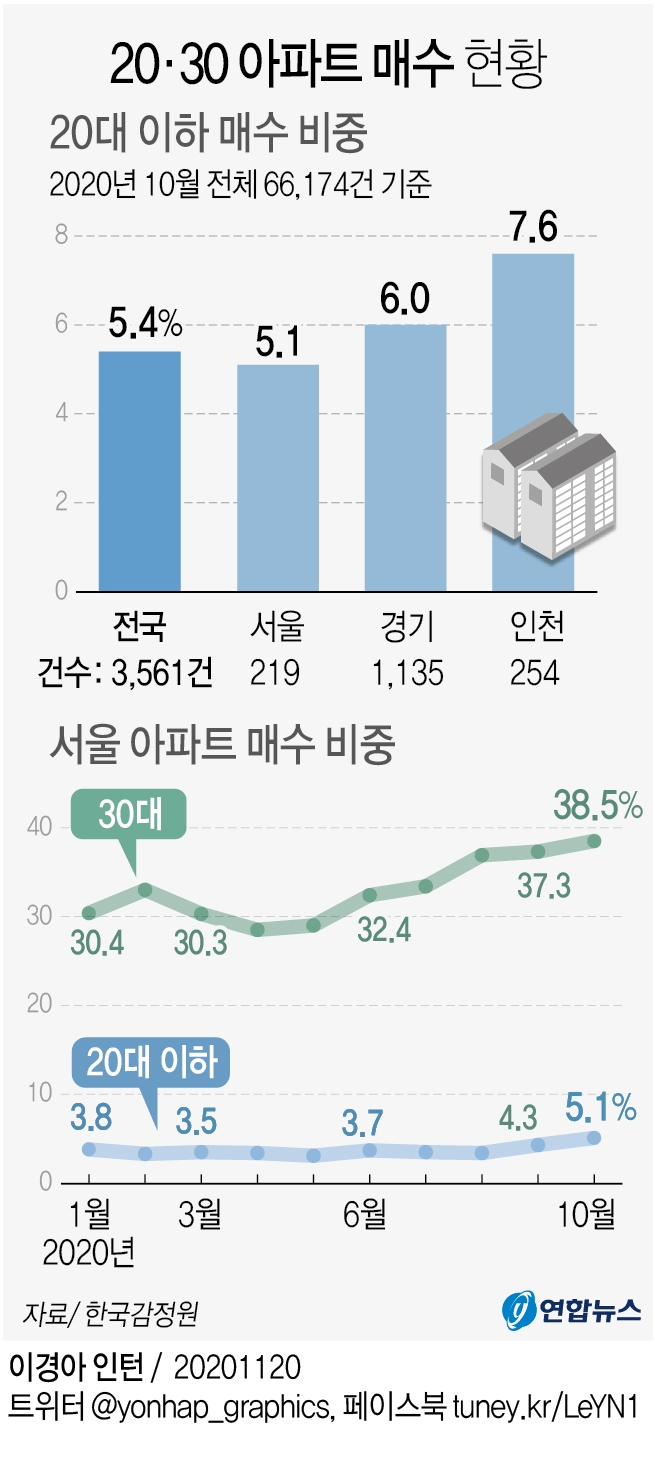 20·30 아파트 매수 현황
20대 이하 매수 비중
2020년 10월 전체 66,174건 기준
8
6
4
2
0
5.4%
5.1
6.0
7.6
전국 서울 경기 인천
건수: 3,561건 219 1,135 254
서울 아파트 매수 비중
30대
38.5%
40
37.3
30
30.4 30.3 32.4
20
20대 이하
10
3.8 3.5 3.7 4.3 5.1%
0
1월 3월 6월 10월
2020년
자료/ 한국감정원
연합뉴스
이경아 인턴 / 20201120
트위터 @yonhap_graphics, 페이스북 tuney.kr/LeYN1